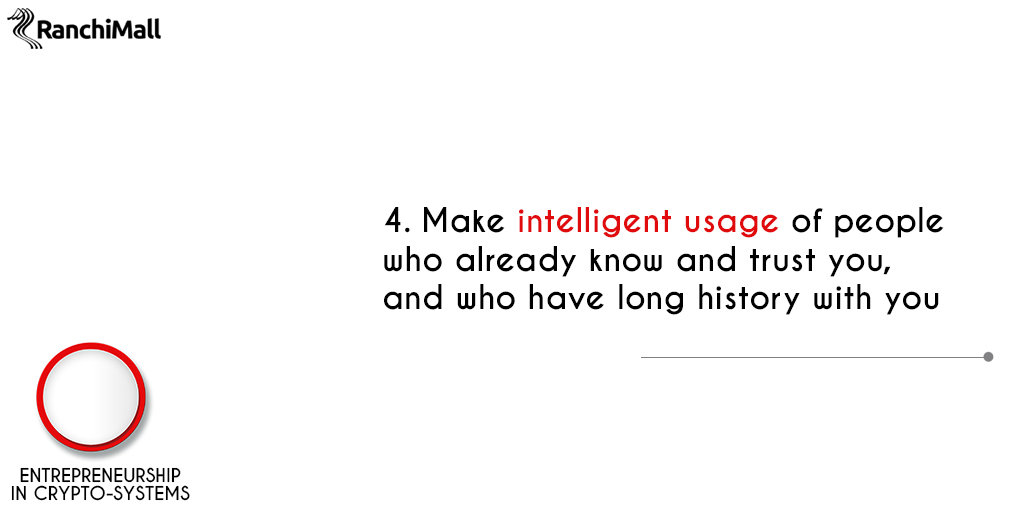 RanchiMall
4. Make intelligent usage of people
who already know and trust you,
and who have long history with you
ENTREPRENEURSHIP
IN CRYPTO-SYSTEMS